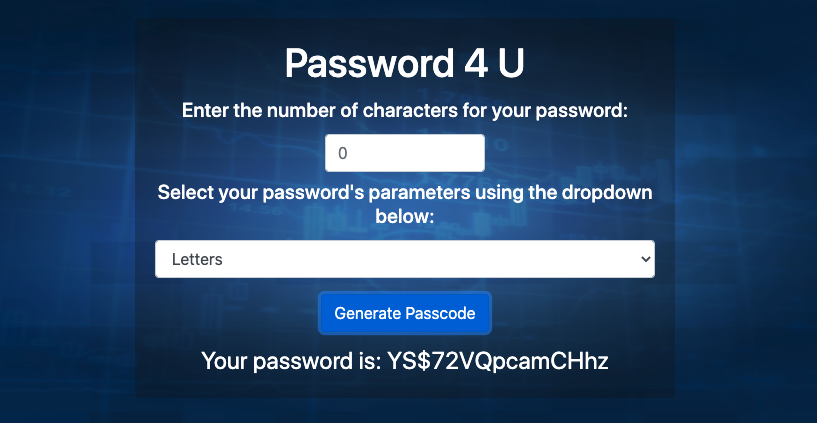 Password 4 U
Enter the number of characters for your password:
0
Select your password's parameters using the dropdown
below:
Letters
Generate Passcode
Your password is: YS$72VQpcamCHhz